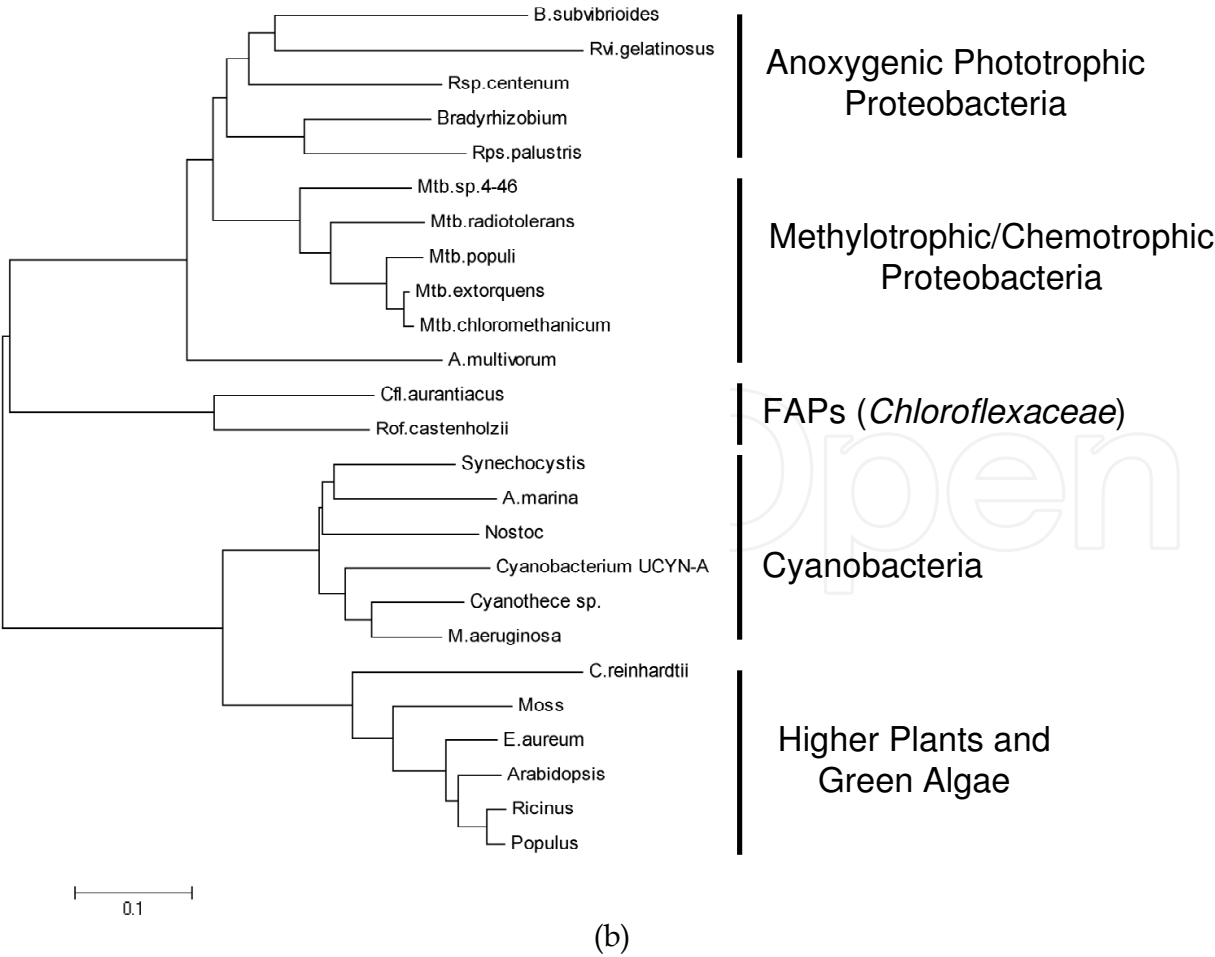 B.subvibrioides
Rvi.gelatinosus
Rsp.centenum
Bradyrhizobium
Rps.palustris
Anoxygenic Phototrophic
Proteobacteria
Mtb.sp.4-46
Mtb.radiotolerans
Mtb.populi
Mtb.extorquens
Mtb.chloromethanicum
A.multivorum
Methylotrophic/Chemotrophic
Proteobacteria
Cfl.aurantiacus
Rof.castenholzii
FAPs (Chloroflexaceae)
Synechocystis
A.marina
Nostoc
Cyanobacterium UCYN-A
Cyanothece sp.
M.aeruginosa
Cyanobacteria
Open
C.reinhardtii
Moss
E.aureum
Arabidopsis
Ricinus
Populus
Higher Plants and
Green Algae
0.1
(b)